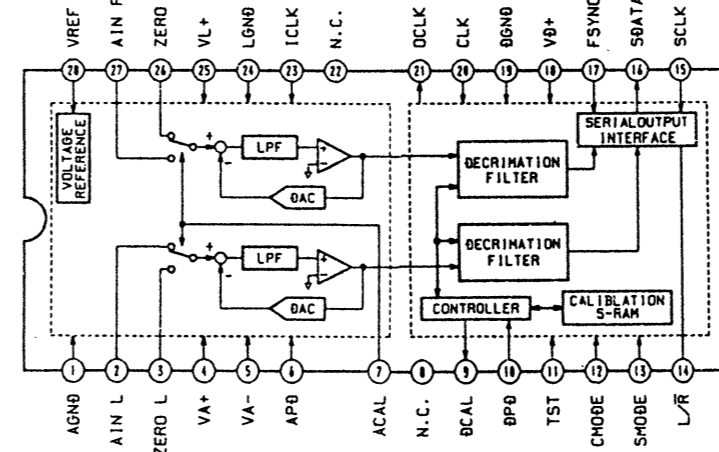 VREF
AIN R
ZERO
VL+
LGND
ICLK
N.C.
OCLK
CLK
DGND
VD+
FSYNC
SDATA
SCLK
28
27
26
25
24
23
22
21
20
19
18
17
16
15
VOLTAGE
REFERENCE
+
-
LPF
+
-
DAC
DECRIMATION
FILTER
SERIAL OUTPUT
INTERFACE
+
-
LPF
+
-
DAC
DECRIMATION
FILTER
CONTROLLER
CALIBLATION
S-RAM
1
2
3
4
5
6
7
8
9
10
11
12
13
14
AGND
AIN L
ZERO L
VA+
VA-
APD
ACAL
N.C.
DCAL
DPD
TST
CMODE
SMODE
L/R̅